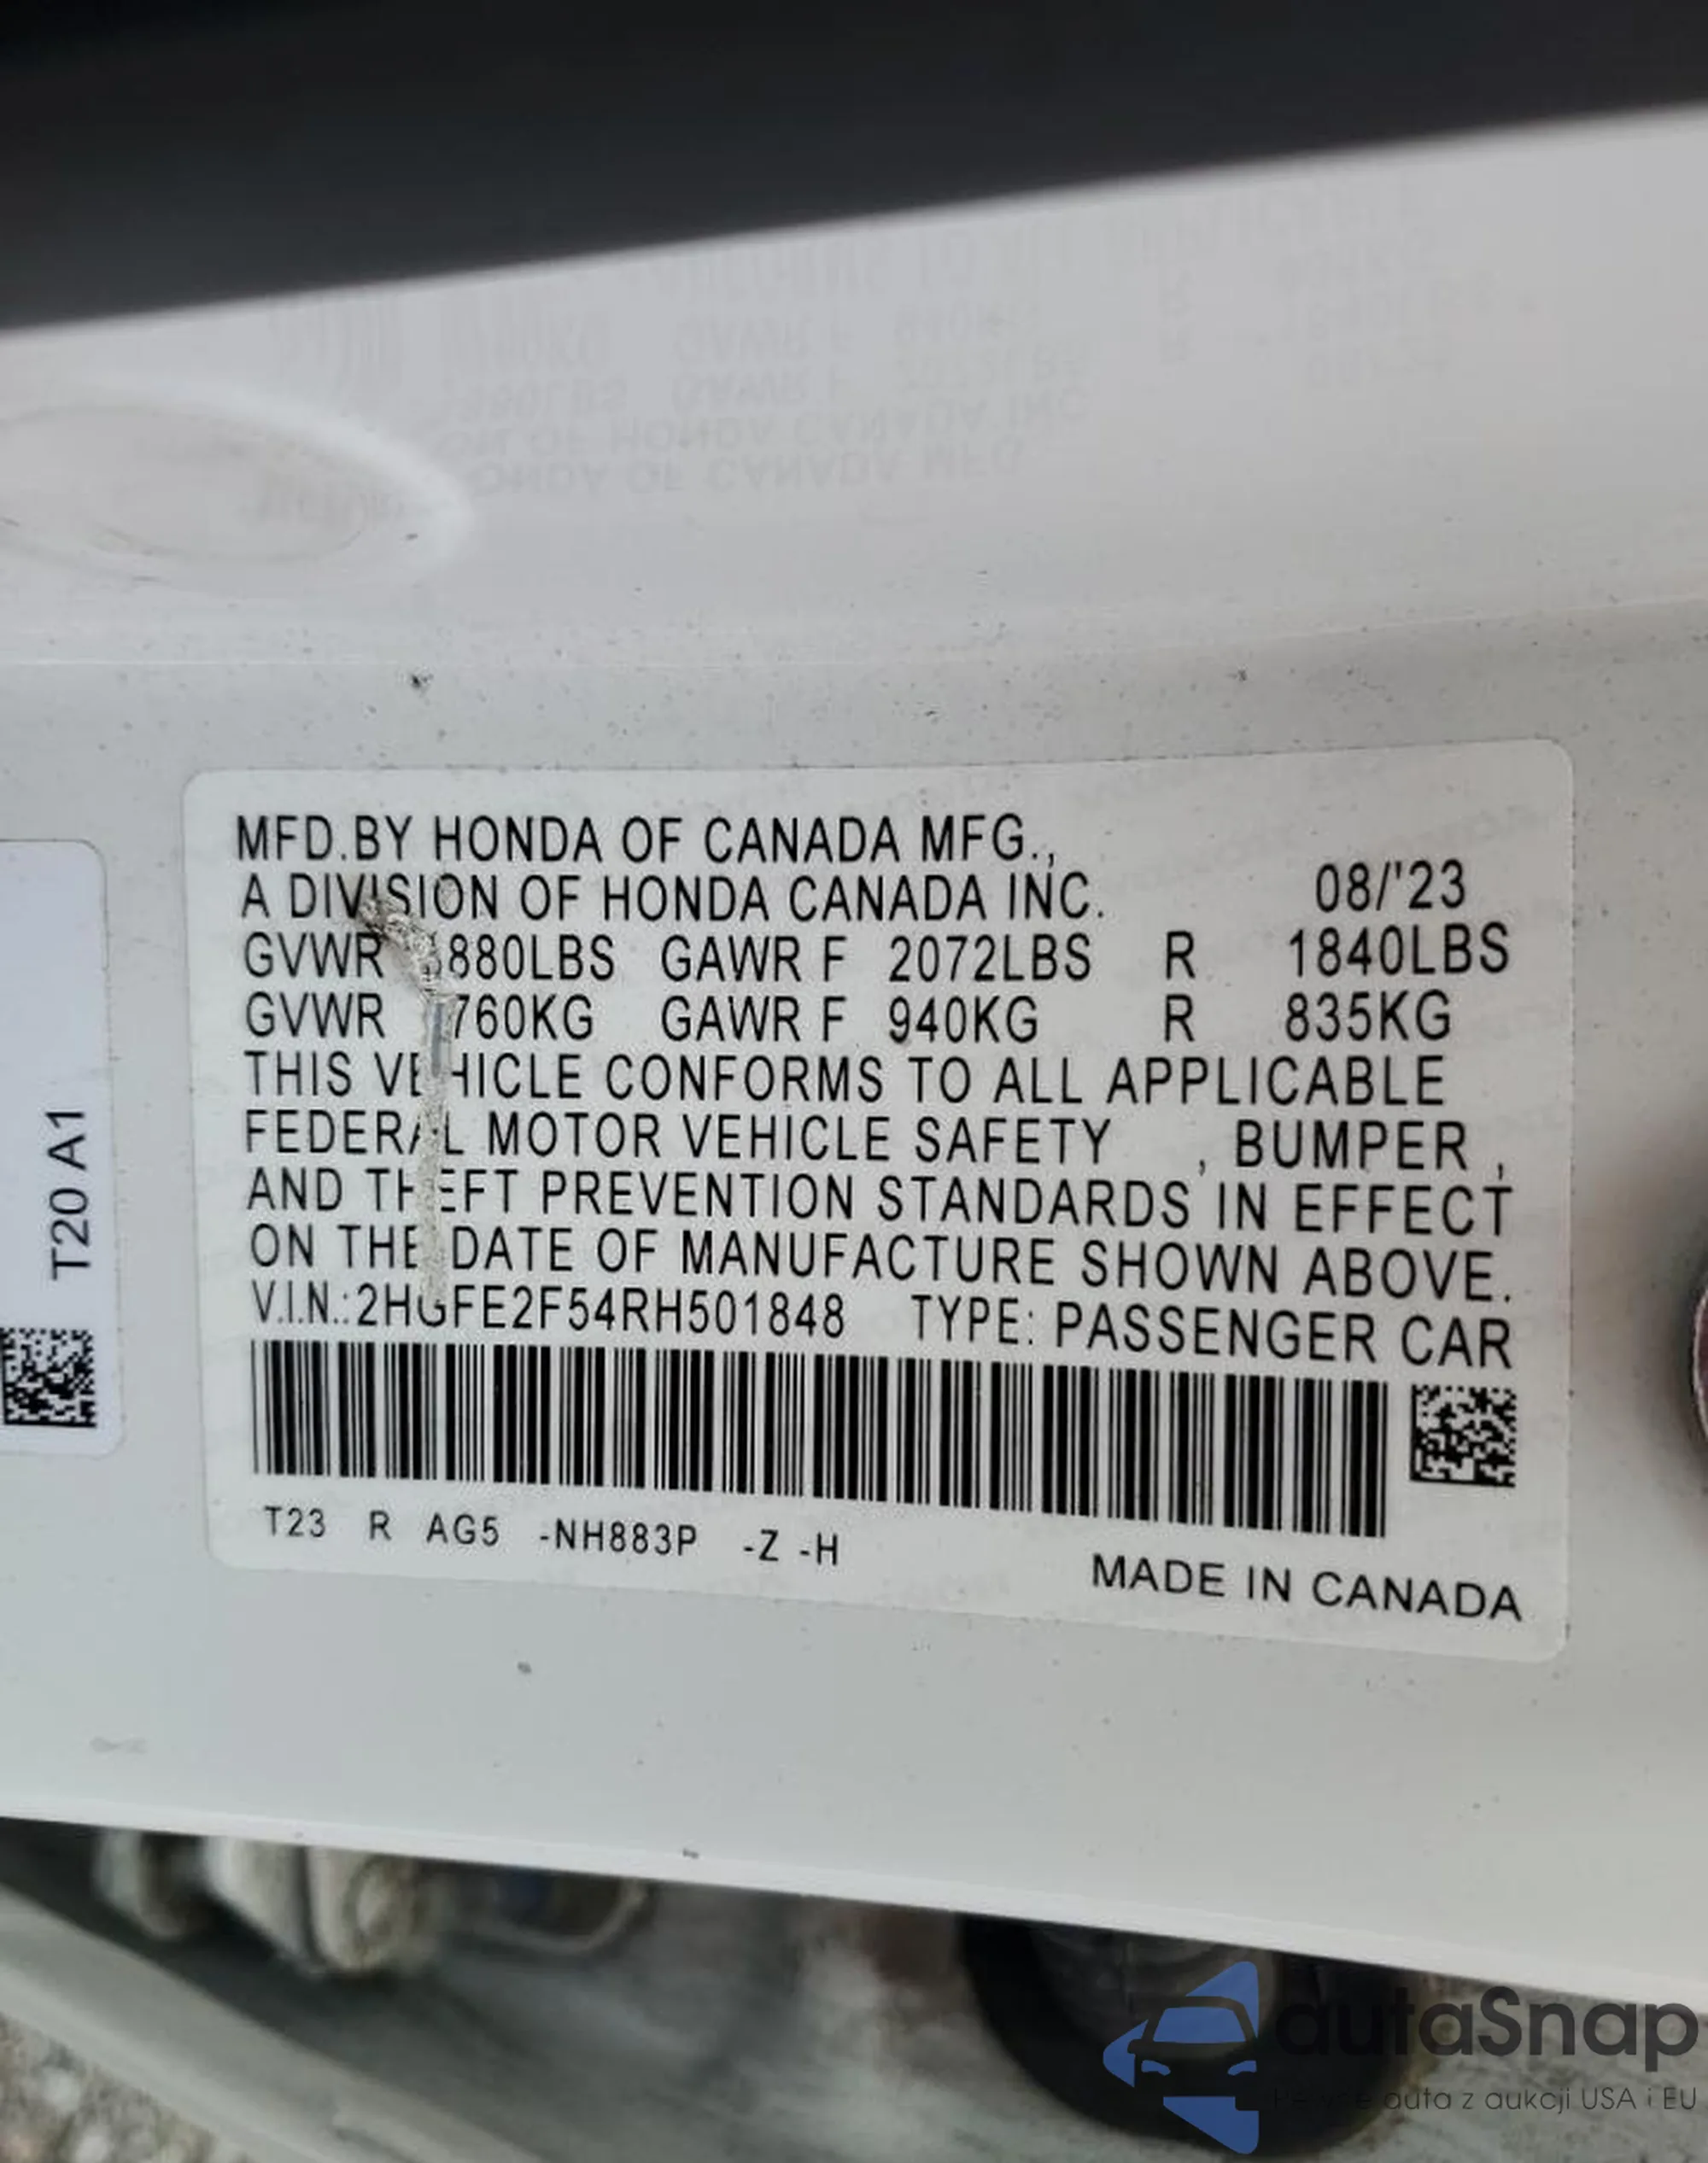 MFD.BY HONDA OF CANADA MFG.,
A DIVISION OF HONDA CANADA INC. 08/'23
GVWR 880LBS GAWR F 2072LBS R 1840LBS
GVWR 760KG GAWR F 940KG R 835KG
THIS VEHICLE CONFORMS TO ALL APPLICABLE
FEDERAL MOTOR VEHICLE SAFETY , BUMPER ,
AND THEFT PREVENTION STANDARDS IN EFFECT
ON THE DATE OF MANUFACTURE SHOWN ABOVE.
V.I.N.:2HGFE2F54RH501848 TYPE: PASSENGER CAR
T23 R AG5 -NH883P -Z -H
MADE IN CANADA
T20 A1
autaSnap
auta z aukcji USA i EU